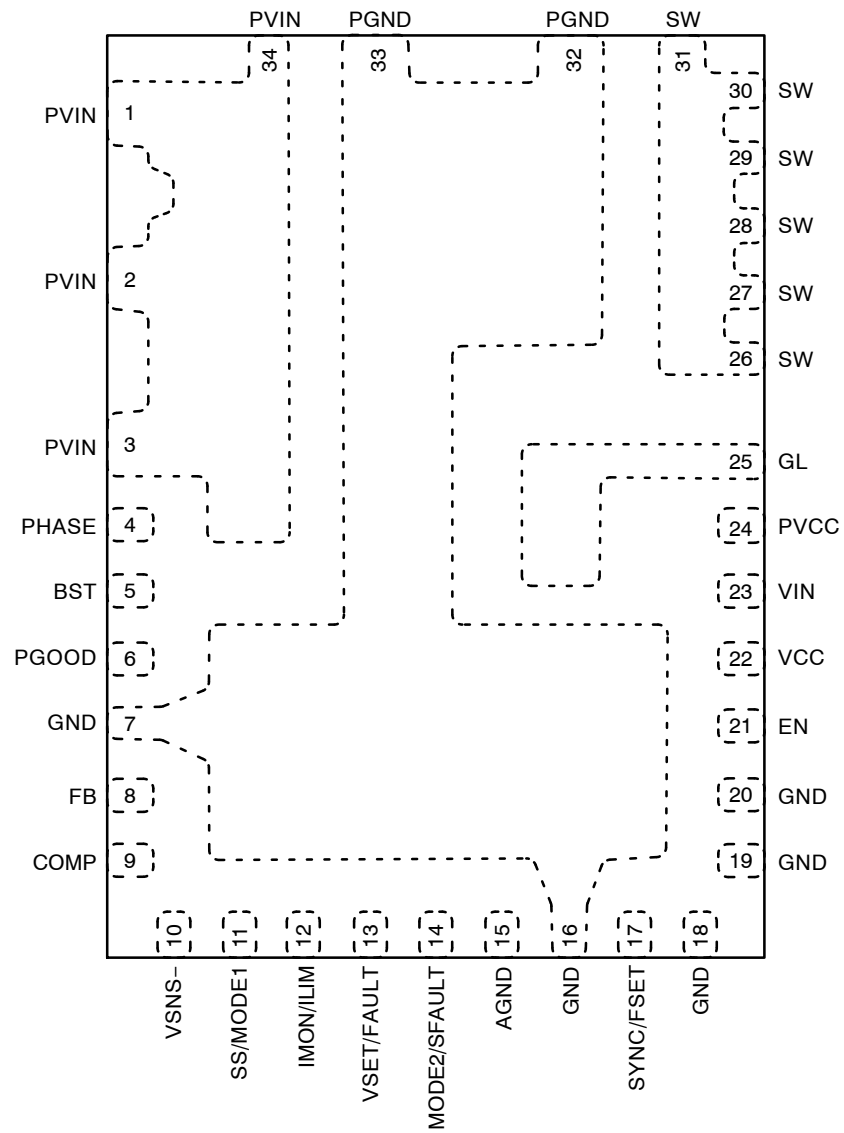 PVIN PGND PGND SW
34 33 32 31
30 SW
PVIN 1
29 SW
28 SW
PVIN 2
27 SW
26 SW
PVIN 3
25 GL
PHASE 4
24 PVCC
BST 5
23 VIN
PGOOD 6
22 VCC
GND 7
21 EN
FB 8
20 GND
COMP 9
19 GND
10 11 12 13 14 15 16 17 18
VSNS−
SS/MODE1
IMON/ILIM
VSET/FAULT
MODE2/SFAULT
AGND
GND
SYNC/FSET
GND